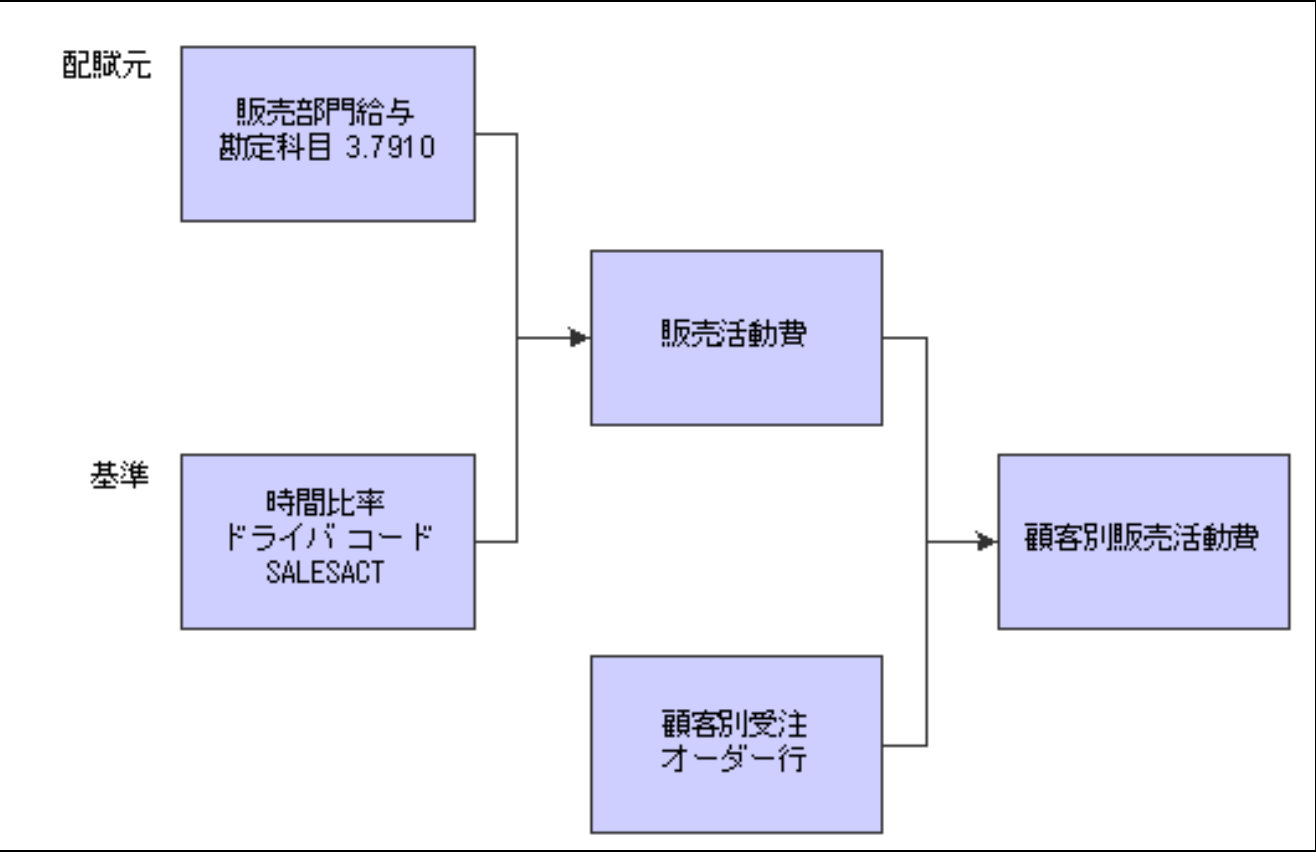 配賦元
販売部門給与
勘定科目 3.7910
販売活動費
基準
時間比率
ドライバ コード
SALESACT
顧客別販売活動費
顧客別受注
オーダー行